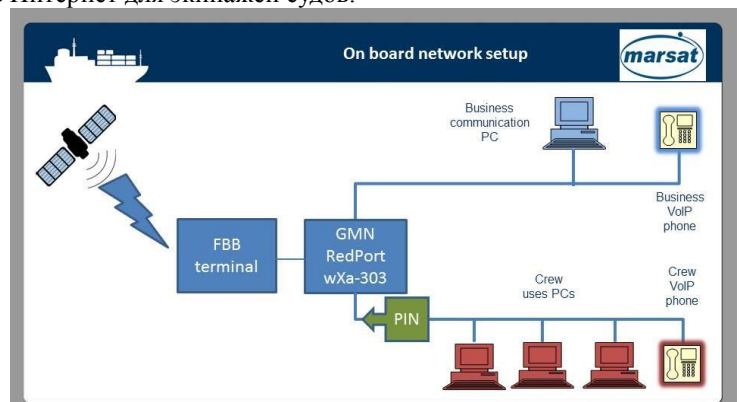 Интернет для экипажей судов.
On board network setup
marsat
Business
communication
PC
Business
VoIP
phone
FBB
terminal
GMN
RedPort
wXa-303
Crew
uses PCs
Crew
VoIP
phone
PIN